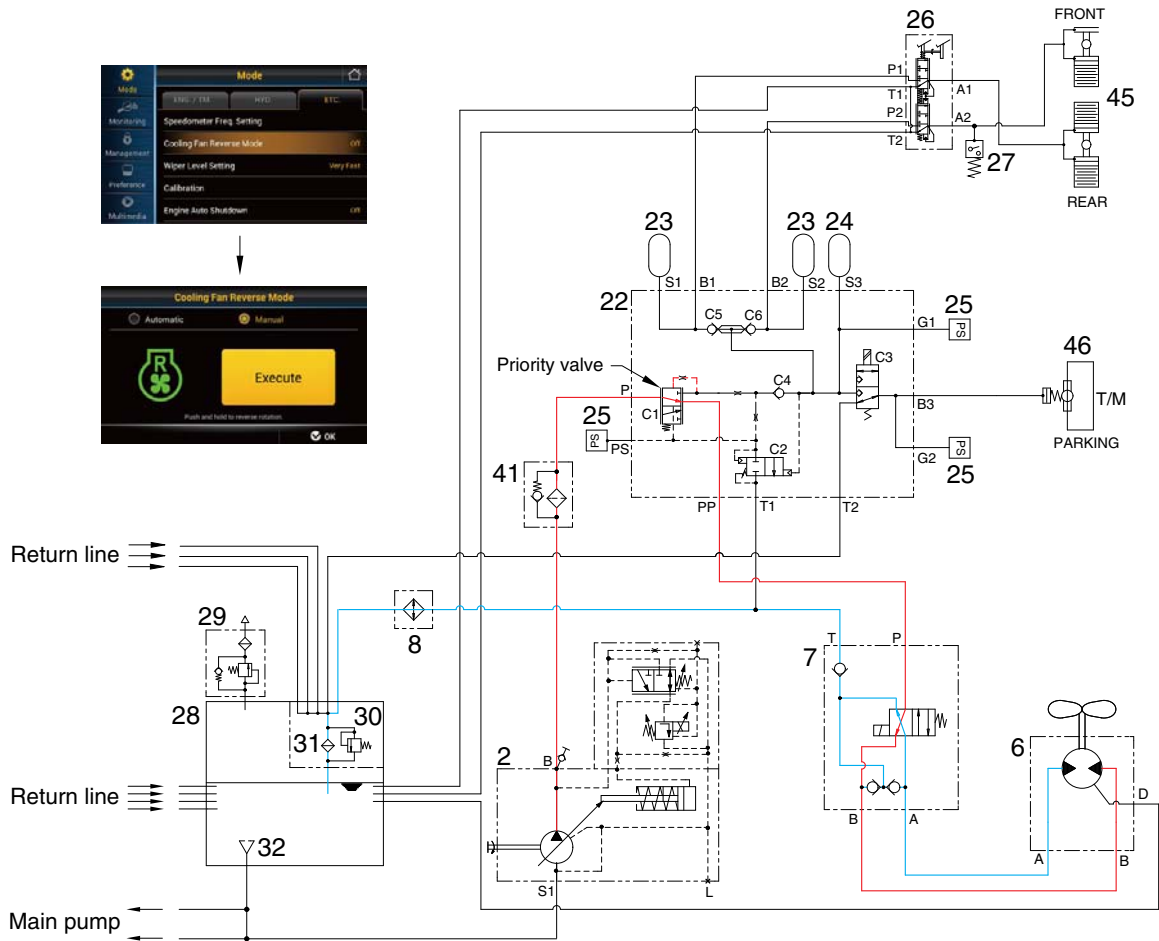 Mode
Mode
ENG. / TM
HYD.
ETC.
Monitoring
Speedometer Freq. Setting
Cooling Fan Reverse Mode
Off
Management
Wiper Level Setting
Very Fast
Preference
Calibration
Multimedia
Engine Auto Shutdown
Off
Cooling Fan Reverse Mode
Automatic
Manual
R
Execute
Push and hold to reverse rotation.
OK
26
FRONT
P1
T1
A1
P2
A2
T2
45
27
REAR
23
23
24
S1
B1
B2
S2
S3
22
C5
C6
25
G1
PS
Priority valve
C3
46
P
C4
C1
B3
T/M
25
PS
PS
C2
PARKING
G2
PS
25
41
PP
T1
T2
Return line
29
8
T
P
7
28
30
31
2
B
6
Return line
D
B
A
A
B
32
S1
L
Main pump